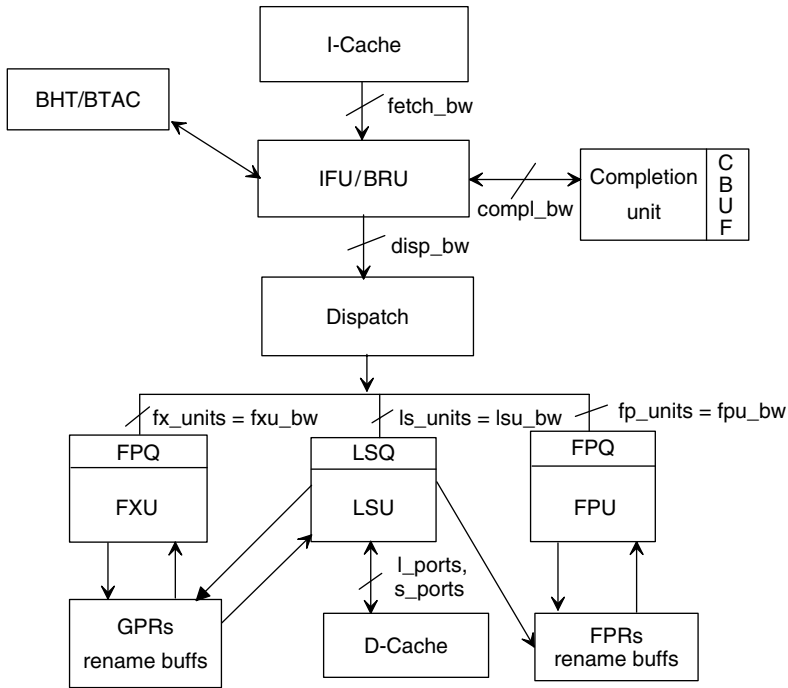 I-Cache
BHT/BTAC
fetch_bw
IFU/BRU
Completion
unit
C
B
U
F
compl_bw
disp_bw
Dispatch
fx_units = fxu_bw
ls_units = lsu_bw
fp_units = fpu_bw
FPQ
LSQ
FPQ
FXU
LSU
FPU
l_ports,
s_ports
GPRs
rename buffs
D-Cache
FPRs
rename buffs